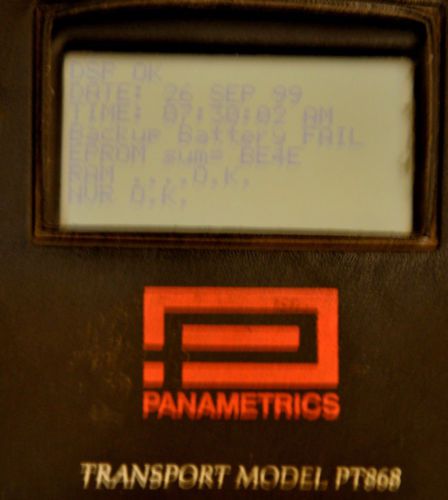 DSP OK
DATE: 26 SEP 99
TIME: 07:30:02 AM
Backup Battery FAIL
EPROM sum= BE4E
RAM ....O.K.
NVR O.K.
PANAMETRICS
TRANSPORT MODEL PT868